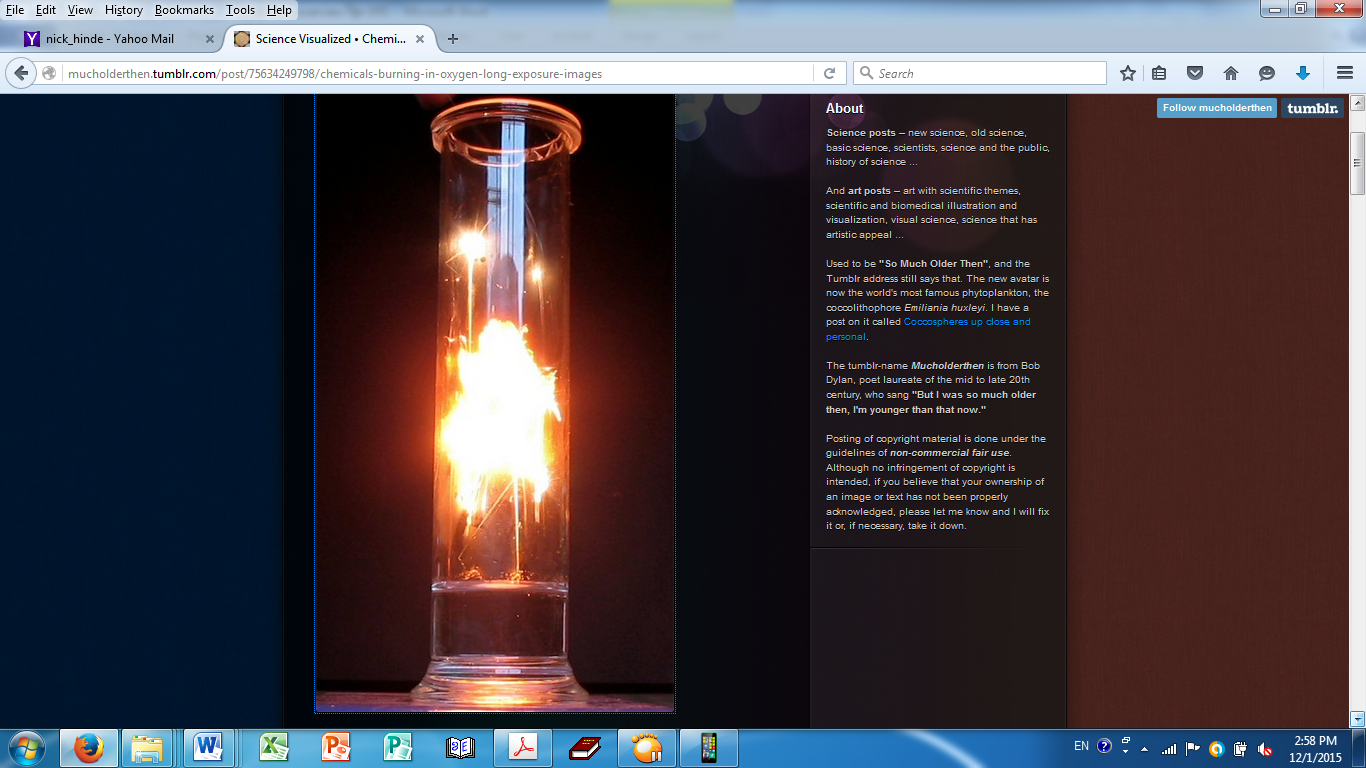 File Edit View History Bookmarks Tools Help
nick_hinde - Yahoo Mail
Science Visualized • Chemi...
mucholderthen.tumblr.com/post/75634249798/chemicals-burning-in-oxygen-long-exposure-images
Search
Follow mucholderthen
tumblr.
About
Science posts -- new science, old science,
basic science, scientists, science and the public,
history of science ...
And art posts -- art with scientific themes,
scientific and biomedical illustration and
visualization, visual science, science that has
artistic appeal ...
Used to be "So Much Older Then", and the
Tumblr address still says that. The new avatar is
now the world's most famous phytoplankton, the
coccolithophore Emiliania huxleyi. I have a
post on it called Coccospheres up close and
personal.
The tumblr-name Mucholderthen is from Bob
Dylan, poet laureate of the mid to late 20th
century, who sang "But I was so much older
then, I'm younger than that now."
Posting of copyright material is done under the
guidelines of non-commercial fair use.
Although no infringement of copyright is
intended, if you believe that your ownership of
an image or text has not been properly
acknowledged, please let me know and I will fix
it or, if necessary, take it down.
EN
2:58 PM
12/1/2015